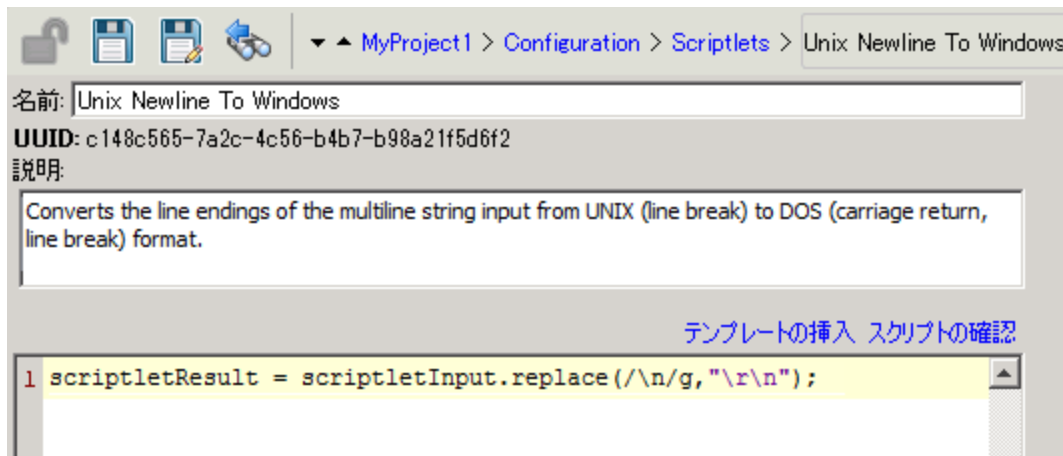 MyProject1 > Configuration > Scriptlets > Unix Newline To Windows
名前: Unix Newline To Windows
UUID: c148c565-7a2c-4c56-b4b7-b98a21f5d6f2
説明:
Converts the line endings of the multiline string input from UNIX (line break) to DOS (carriage return,
line break) format.
テンプレートの挿入 スクリプトの確認
1 scriptletResult = scriptletInput.replace(/\n/g,"\r\n");